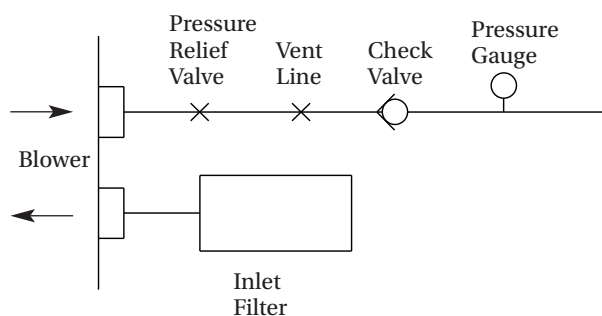 Pressure
Relief
Valve
Vent
Line
Check
Valve
Pressure
Gauge
Blower
Inlet
Filter